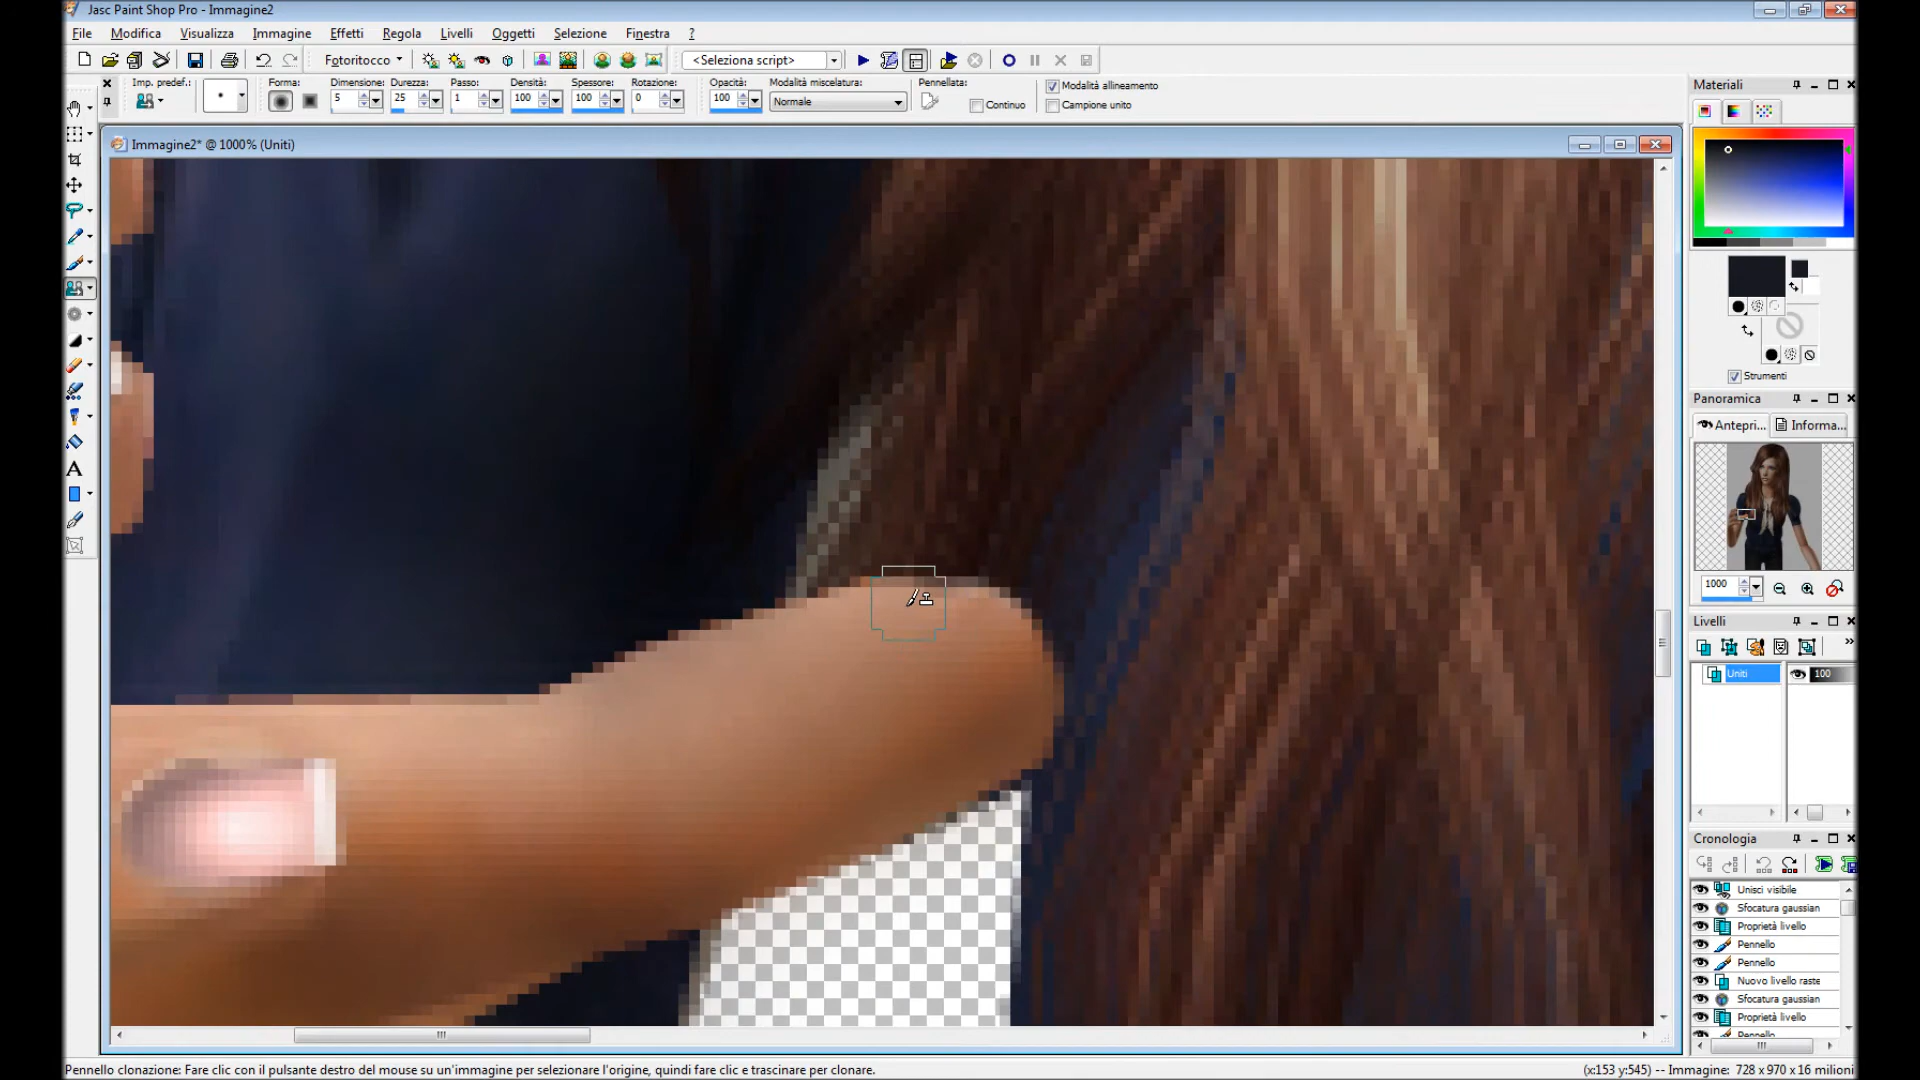 Jasc Paint Shop Pro - Immagine2
File Modifica Visualizza Immagine Effetti Regola Livelli Oggetti Selezione Finestra ?
Fotoritocco <Seleziona script>
Imp. predef.: Forma: Dimensione: Durezza: Passo: Densità: Spessore: Rotazione: Opacità: Modalità miscelatura: Pennellata: Modalità allineamento
5 25 1 100 100 0 100 Normale Continuo Campione unito
Materiali
Immagine2* @ 1000% (Uniti)
Strumenti
Panoramica
Antepri... Informa...
1000
Livelli
Uniti 100
Cronologia
Unisci visibile
Sfocatura gaussian
Proprietà livello
Pennello
Pennello
Nuovo livello raste
Sfocatura gaussian
Proprietà livello
Pennello
Pennello clonazione: Fare clic con il pulsante destro del mouse su un'immagine per selezionare l'origine, quindi fare clic e trascinare per clonare.
(x:153 y:545) -- Immagine: 728 x 970 x 16 milioni